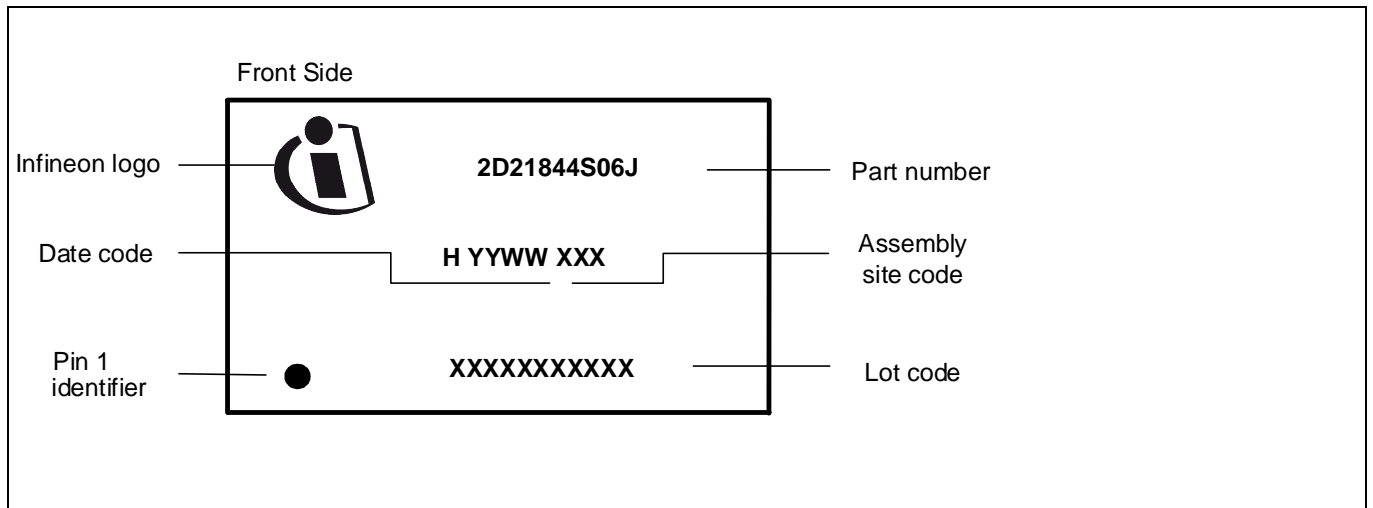 Front Side
Infineon logo
2D21844S06J
Part number
Date code
H YYWW XXX
Assembly
site code
Pin 1
identifier
XXXXXXXXXXX
Lot code